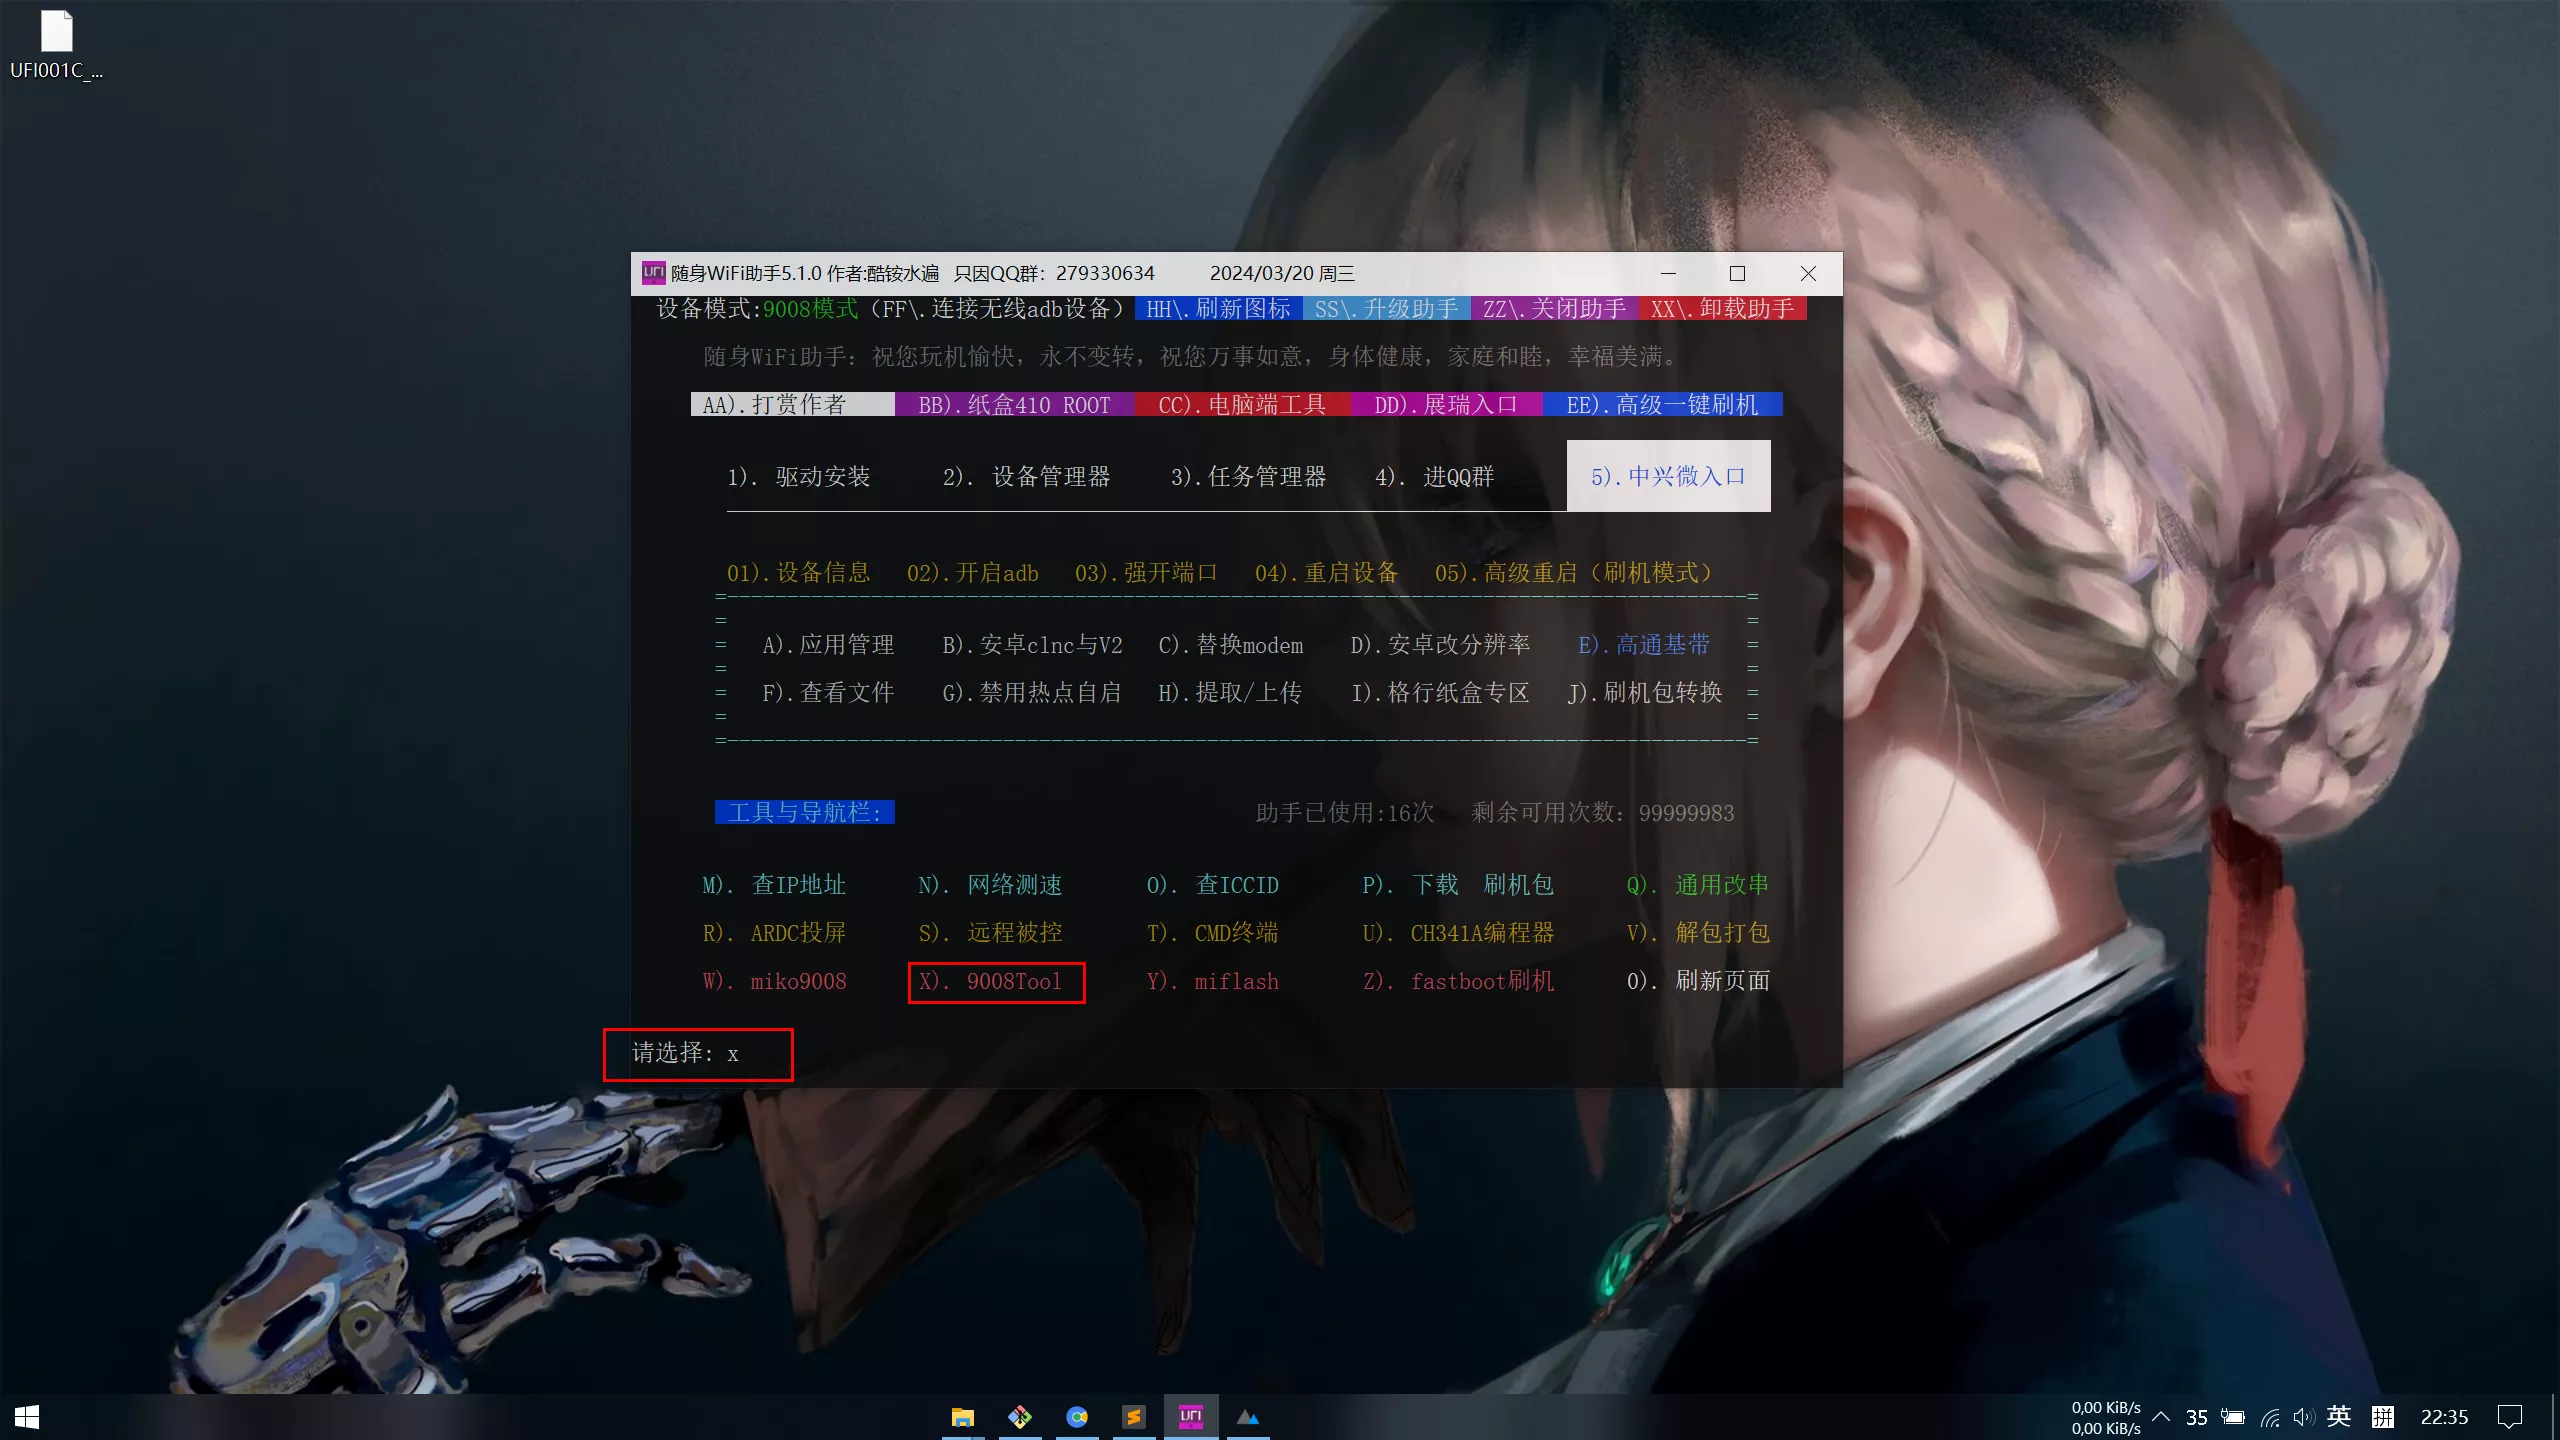 UFI001C_...
随身WiFi助手5.1.0 作者:酷铵水遍 只因QQ群：279330634 2024/03/20 周三
设备模式:9008模式（FF\.连接无线adb设备） HH\.刷新图标 SS\.升级助手 ZZ\.关闭助手 XX\.卸载助手
随身WiFi助手：祝您玩机愉快，永不变转，祝您万事如意，身体健康，家庭和睦，幸福美满。
AA).打赏作者 BB).纸盒410 ROOT CC).电脑端工具 DD).展瑞入口 EE).高级一键刷机
1). 驱动安装 2). 设备管理器 3).任务管理器 4). 进QQ群 5).中兴微入口
01).设备信息 02).开启adb 03).强开端口 04).重启设备 05).高级重启（刷机模式）
A).应用管理 B).安卓clnc与V2 C).替换modem D).安卓改分辨率 E).高通基带
F).查看文件 G).禁用热点自启 H).提取/上传 I).格行纸盒专区 J).刷机包转换
工具与导航栏: 助手已使用:16次 剩余可用次数：99999983
M). 查IP地址 N). 网络测速 O). 查ICCID P). 下载 刷机包 Q). 通用改串
R). ARDC投屏 S). 远程被控 T). CMD终端 U). CH341A编程器 V). 解包打包
W). miko9008 X). 9008Tool Y). miflash Z). fastboot刷机 0). 刷新页面
请选择: x
0,00 KiB/s
0,00 KiB/s
35 英 拼 22:35